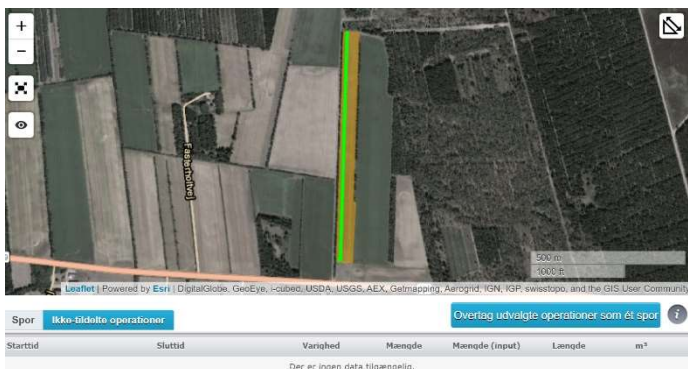 +
−
Fasterholtvej
500 m
1000 ft
Leaflet | Powered by Esri | DigitalGlobe, GeoEye, i-cubed, USDA, USGS, AEX, Getmapping, Aerogrid, IGN, IGP, swisstopo, and the GIS User Community
Spor Ikke-tildelte operationer Overtag udvalgte operationer som ét spor i
Starttid Sluttid Varighed Mængde Mængde (input) Længde m³
Der er ingen data tilgængelig.